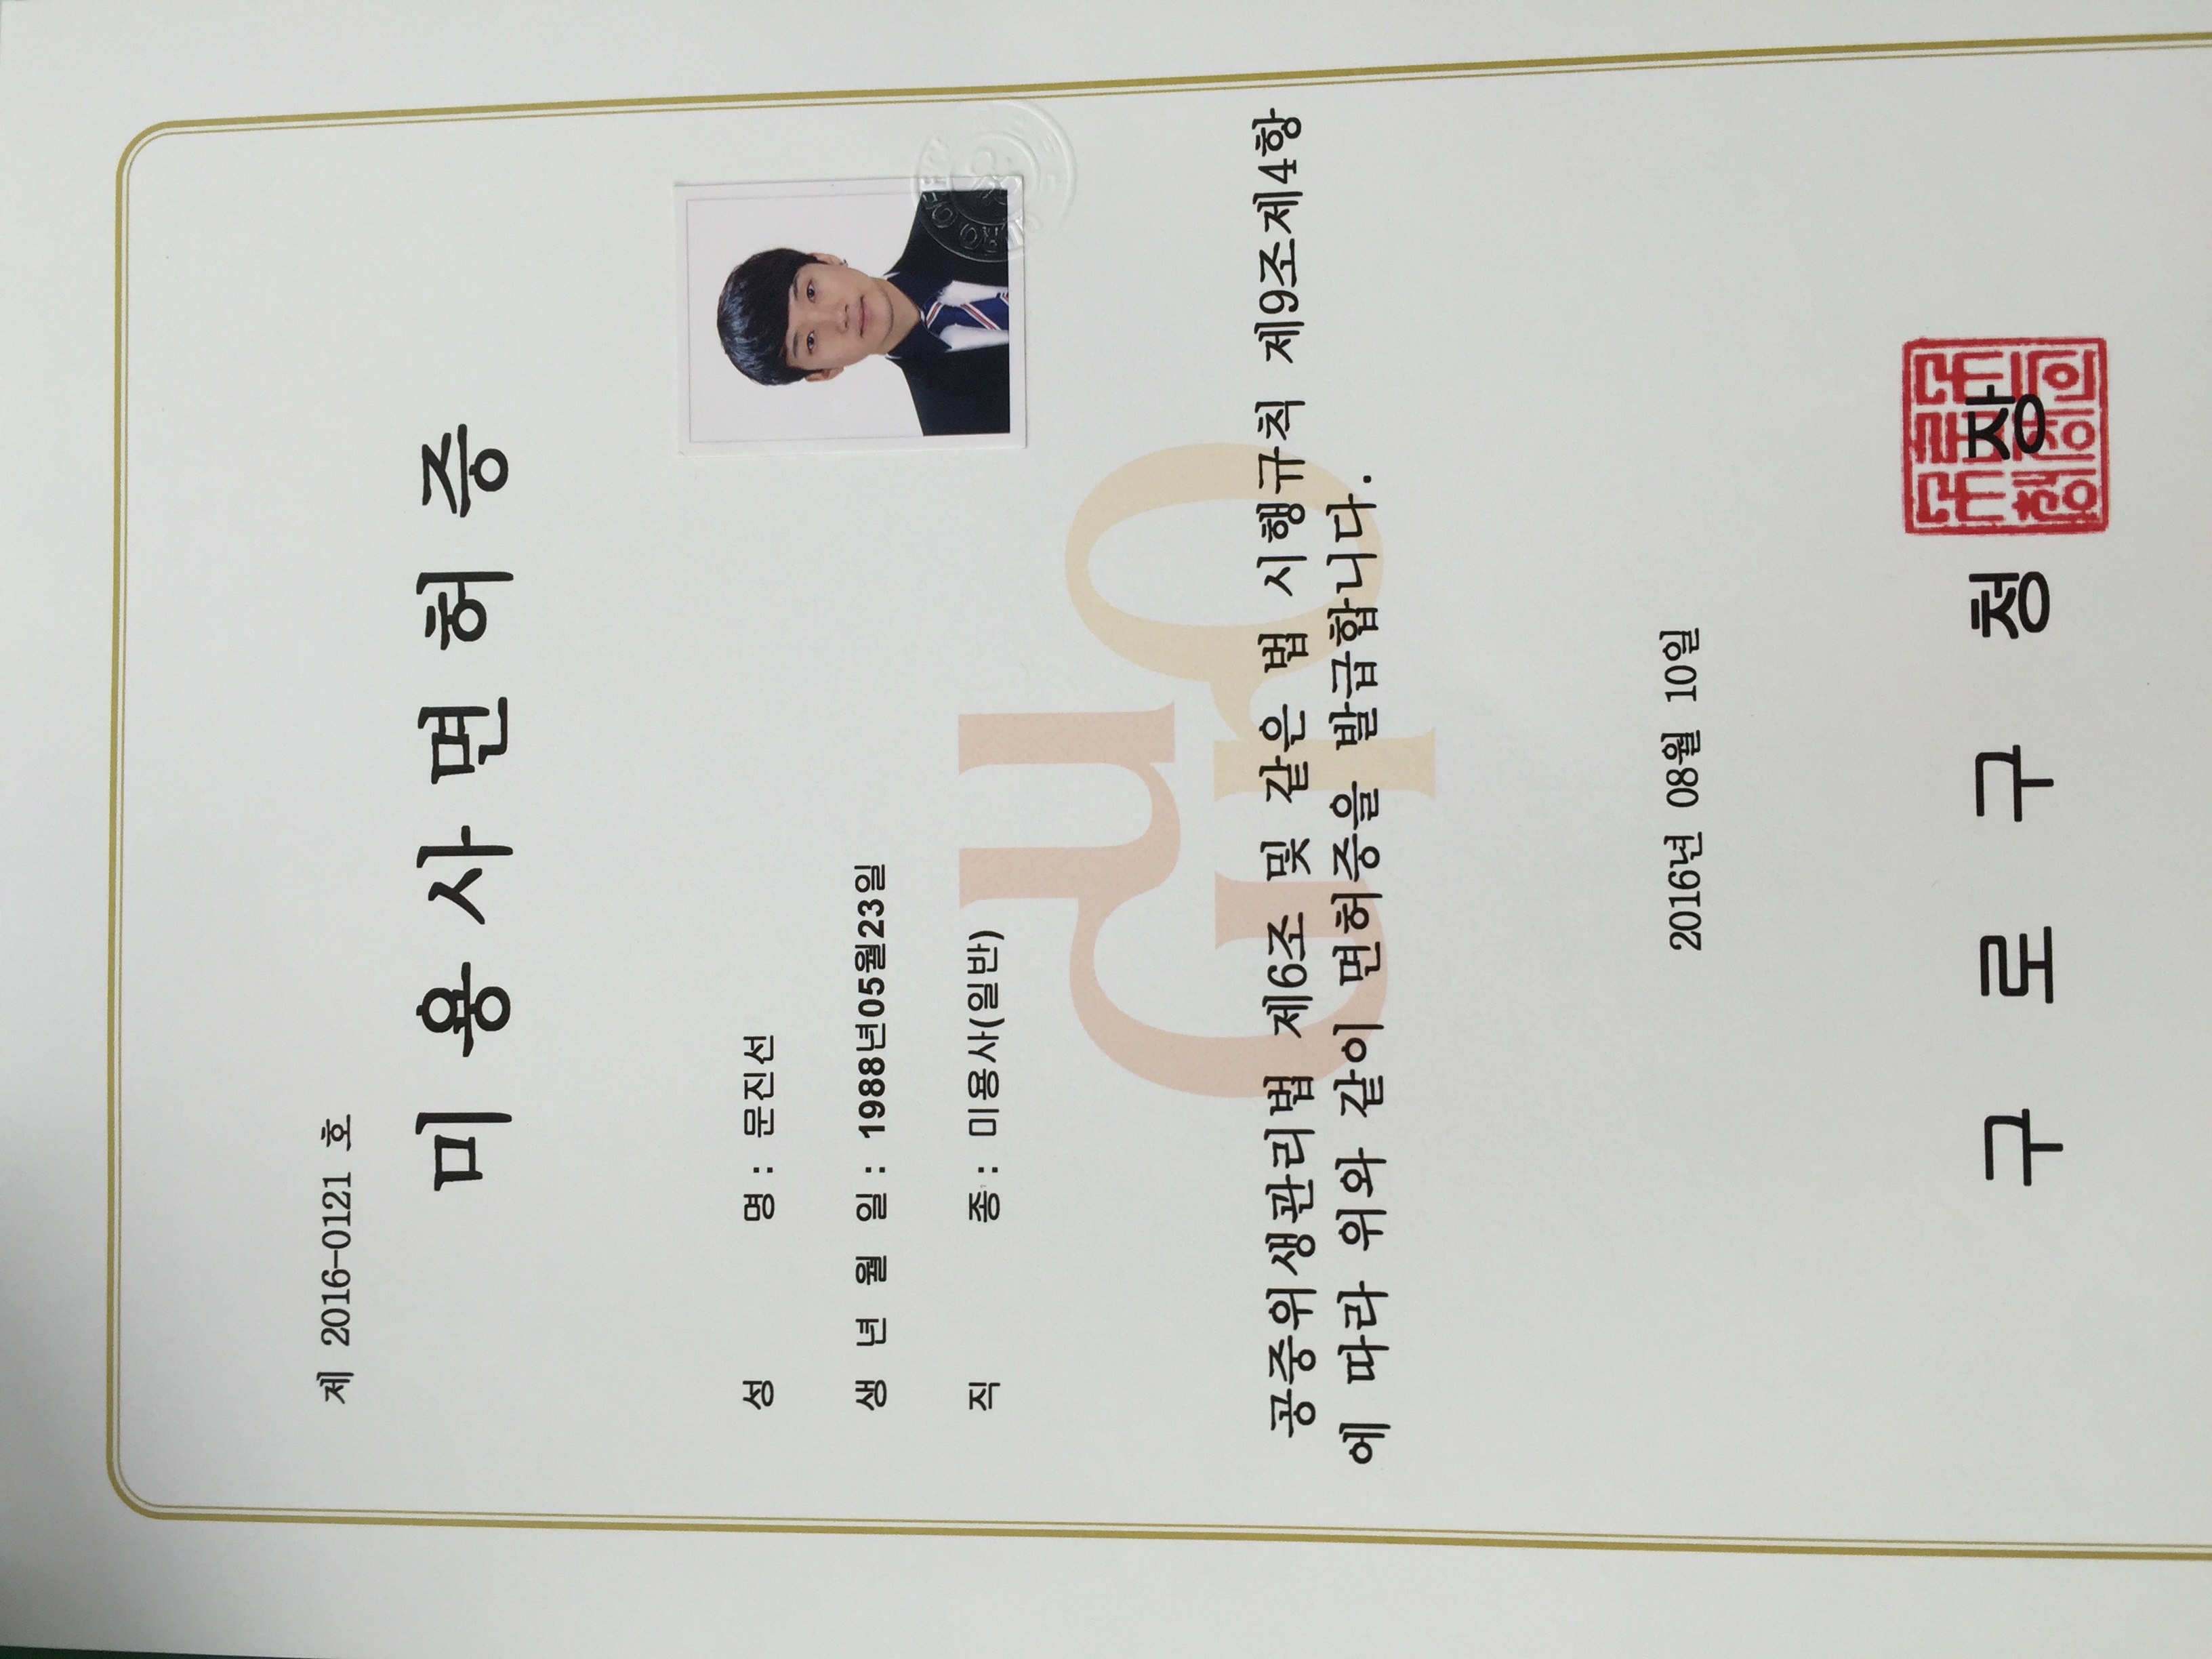 제 2016-0121 호
미용사면허증
성 명 : 문진선
생 년 월 일 : 1988년05월23일
직 종 : 미용사(일반)
공중위생관리법 제6조 및 같은 법 시행규칙 제9조제4항
에 따라 위와 같이 면허증을 발급합니다.
2016년 08월 10일
구 로 구 청 장